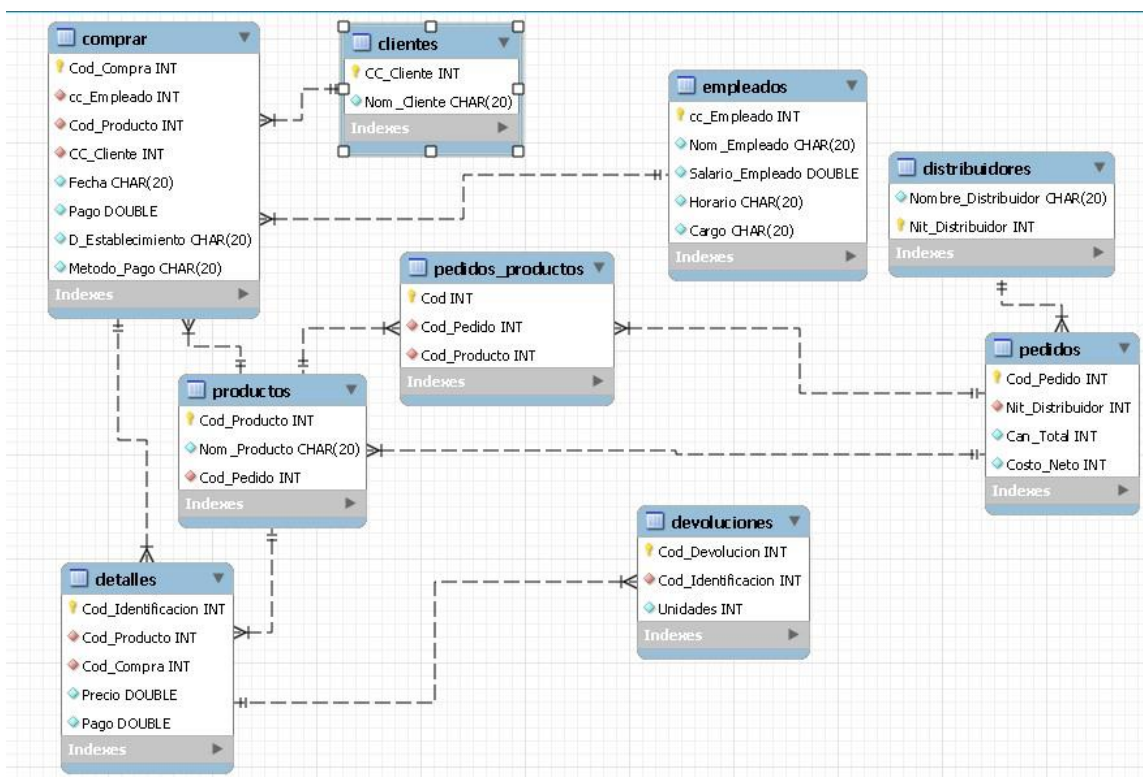 comprar
Cod_Compra INT
cc_Empleado INT
Cod_Producto INT
CC_Cliente INT
Fecha CHAR(20)
Pago DOUBLE
D_Establecimiento CHAR(20)
Metodo_Pago CHAR(20)
Indexes
clientes
CC_Cliente INT
Nom_Cliente CHAR(20)
Indexes
empleados
cc_Empleado INT
Nom_Empleado CHAR(20)
Salario_Empleado DOUBLE
Horario CHAR(20)
Cargo CHAR(20)
Indexes
distribuidores
Nombre_Distribuidor CHAR(20)
Nit_Distribuidor INT
Indexes
pedidos_productos
Cod INT
Cod_Pedido INT
Cod_Producto INT
Indexes
pedidos
Cod_Pedido INT
Nit_Distribuidor INT
Can_Total INT
Costo_Neto INT
Indexes
productos
Cod_Producto INT
Nom_Producto CHAR(20)
Cod_Pedido INT
Indexes
devoluciones
Cod_Devolucion INT
Cod_Identificacion INT
Unidades INT
Indexes
detalles
Cod_Identificacion INT
Cod_Producto INT
Cod_Compra INT
Precio DOUBLE
Pago DOUBLE
Indexes